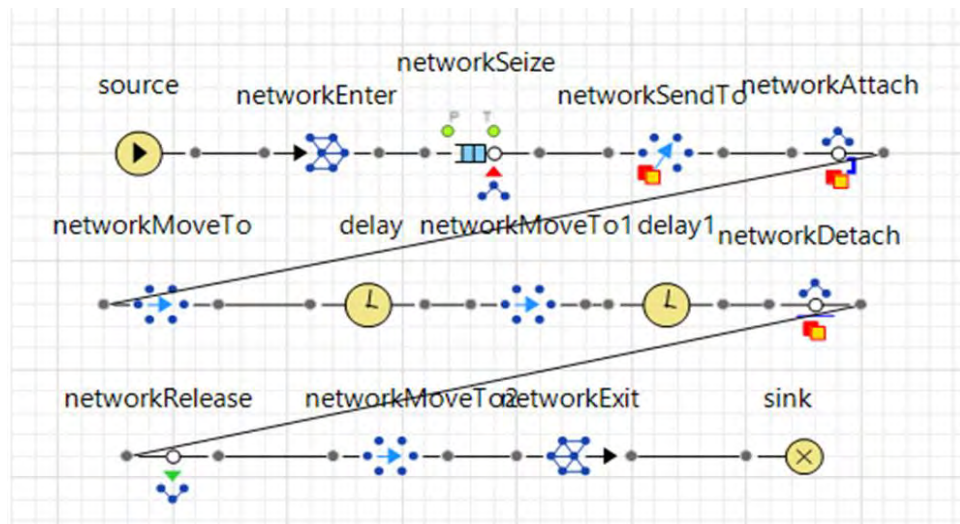 source
networkEnter
networkSeize
networkSendTo
networkAttach
P T
networkMoveTo
delay
networkMoveTo1
delay1
networkDetach
networkRelease
networkMoveTo2
networkExit
sink